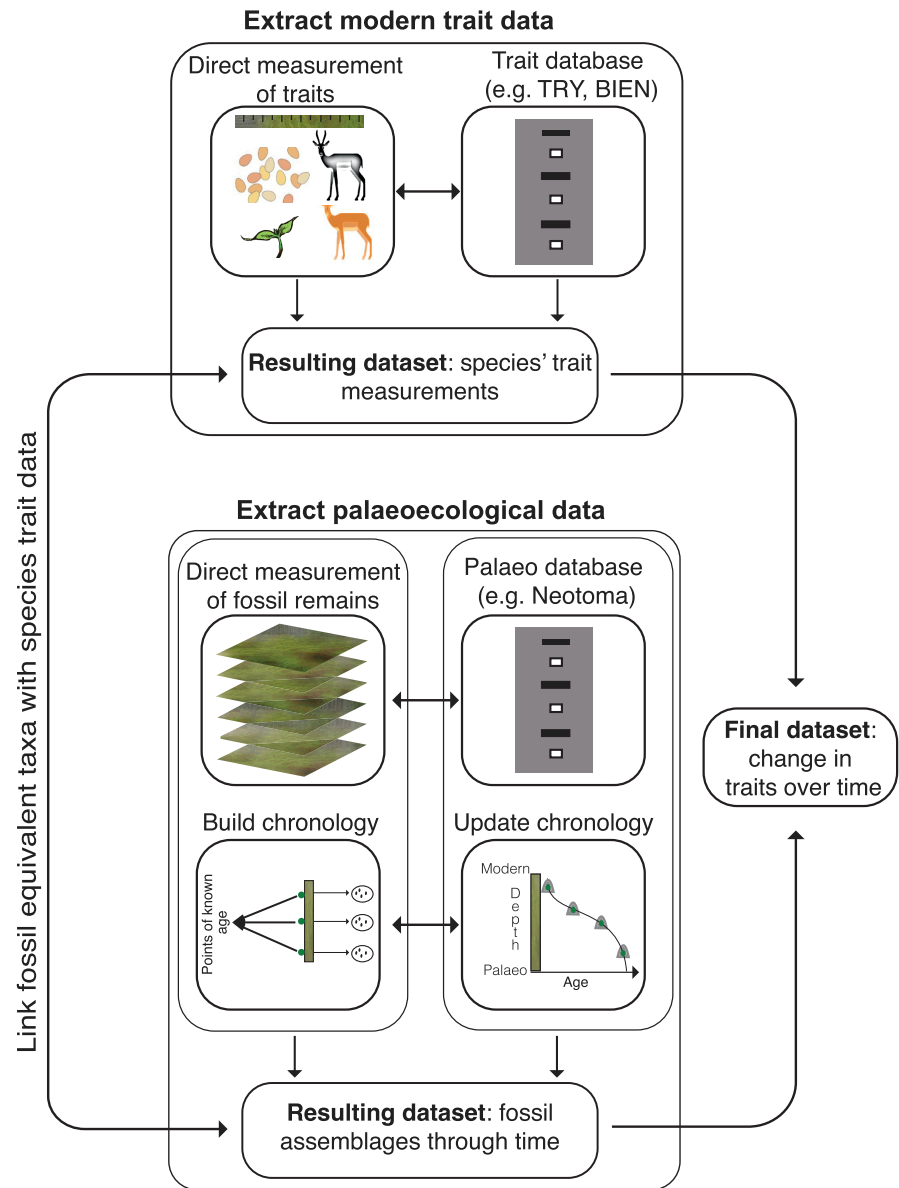 Extract modern trait data
Direct measurement
of traits
Trait database
(e.g. TRY, BIEN)
Resulting dataset: species’ trait
measurements
Link fossil equivalent taxa with species trait data
Extract palaeoecological data
Direct measurement
of fossil remains
Palaeo database
(e.g. Neotoma)
Final dataset:
change in
traits over time
Build chronology
Points of known
age
Update chronology
Modern
Depth
Palaeo
Age
Resulting dataset: fossil
assemblages through time